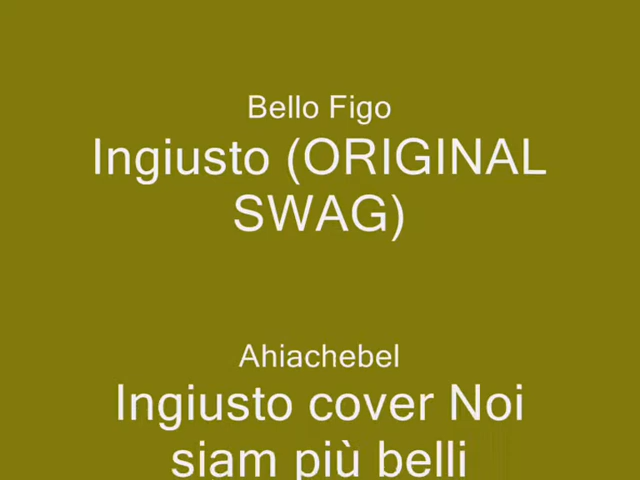 Bello Figo
Ingiusto (ORIGINAL
SWAG)
Ahiachebel
Ingiusto cover Noi
siam più belli